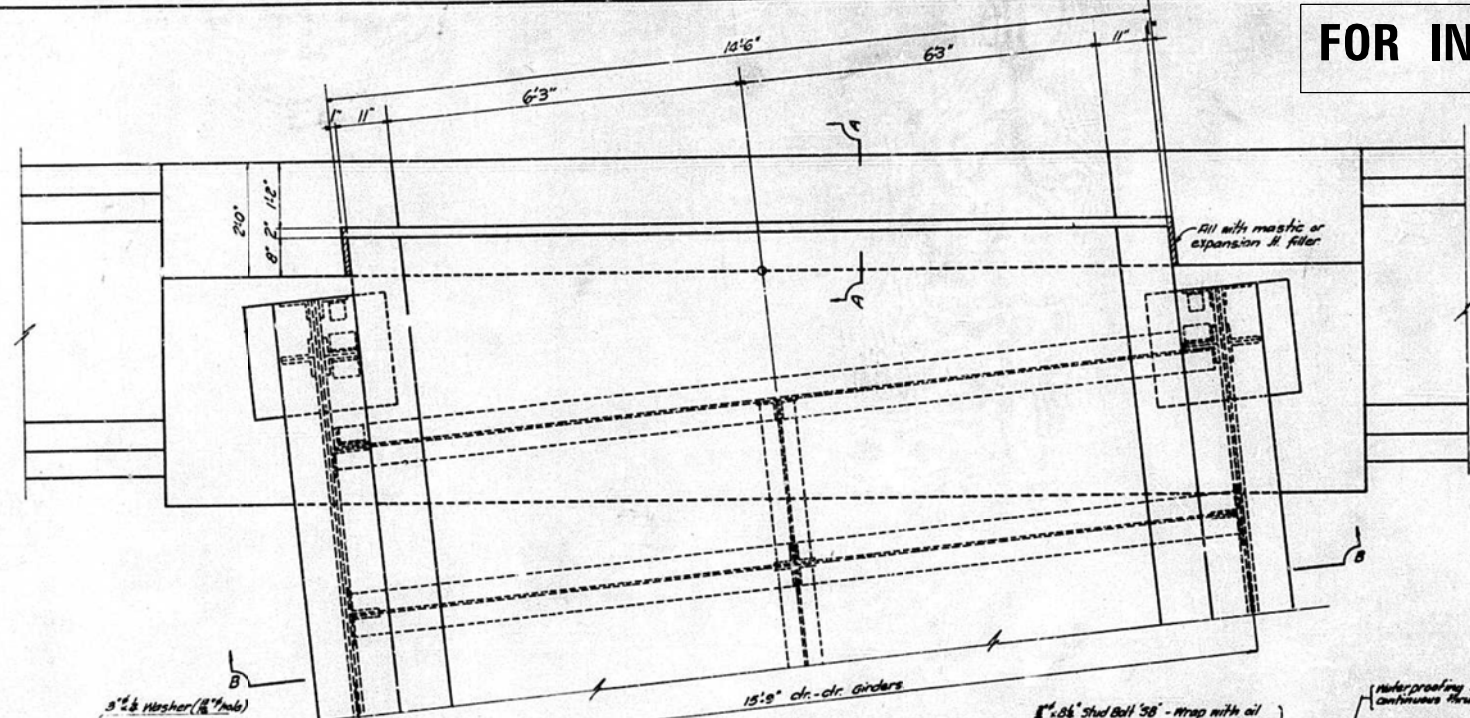 FOR IN
14'-6"
6'-3"
11"
6'-3"
1"
11"
A
2'-0"
1'-2"
2"
8"
Fill with mastic or
expansion Jt. filler
A
B
B
15'-9" ctr.-ctr. Girders
Washer
Stud Bolt - Wrap with oil
Waterproofing
continuous